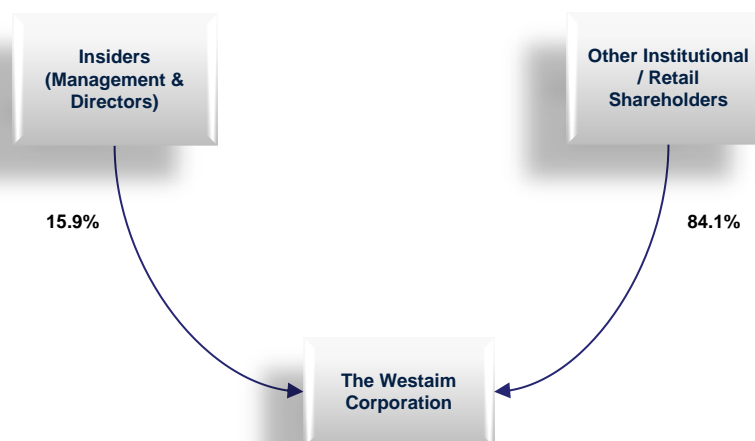 Insiders
(Management &
Directors)
Other Institutional
/ Retail
Shareholders
15.9%
84.1%
The Westaim
Corporation